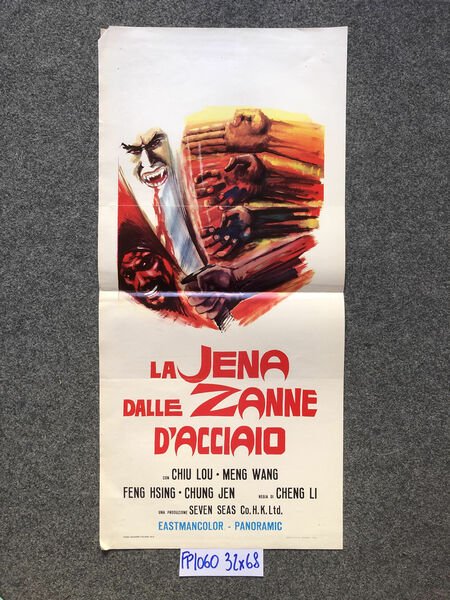 LA JENA
DALLE ZANNE
D'ACCIAIO
CON CHIU LOU • MENG WANG
FENG HSING • CHUNG JEN REGIA DI CHENG LI
UNA PRODUZIONE SEVEN SEAS Co.H.K.Ltd.
EASTMANCOLOR - PANORAMIC
FP1060 32x68